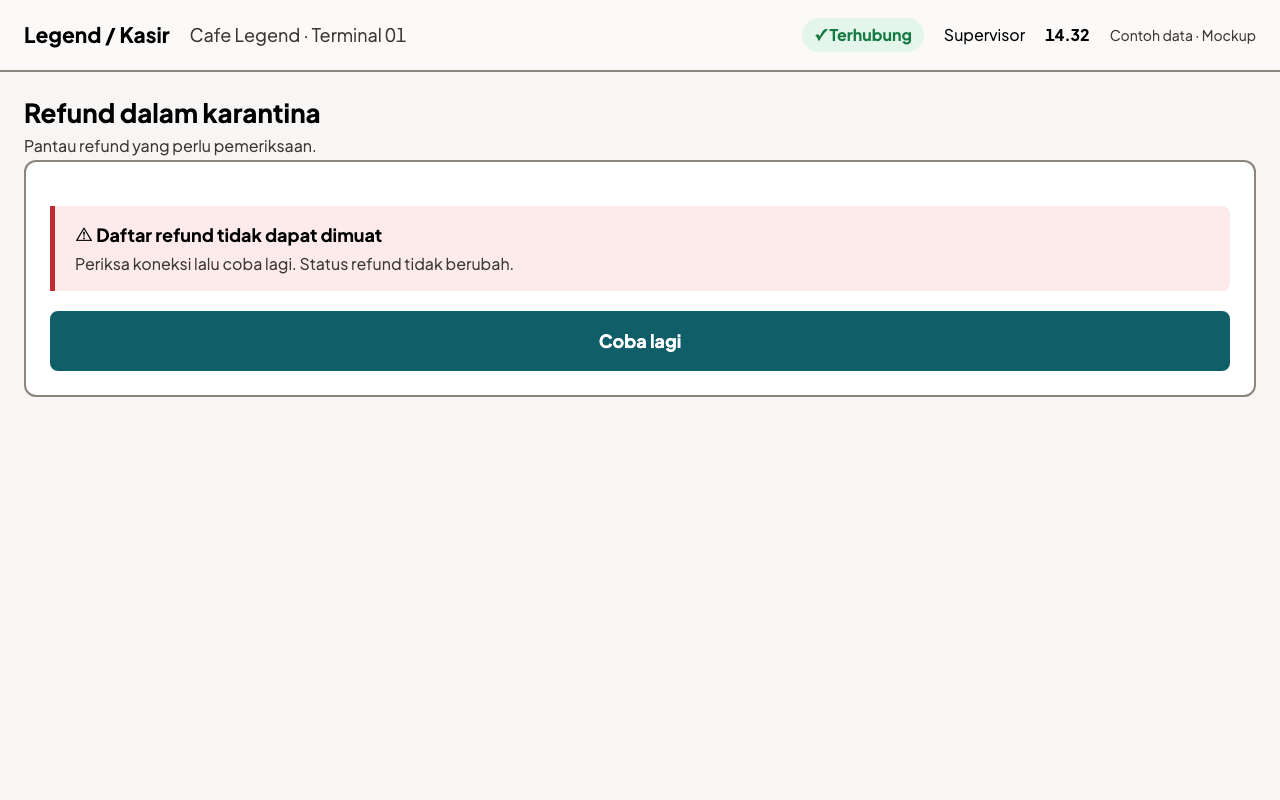 Legend / Kasir Cafe Legend · Terminal 01 ✓Terhubung Supervisor 14.32 Contoh data · Mockup
Refund dalam karantina
Pantau refund yang perlu pemeriksaan.
⚠ Daftar refund tidak dapat dimuat
Periksa koneksi lalu coba lagi. Status refund tidak berubah.
Coba lagi